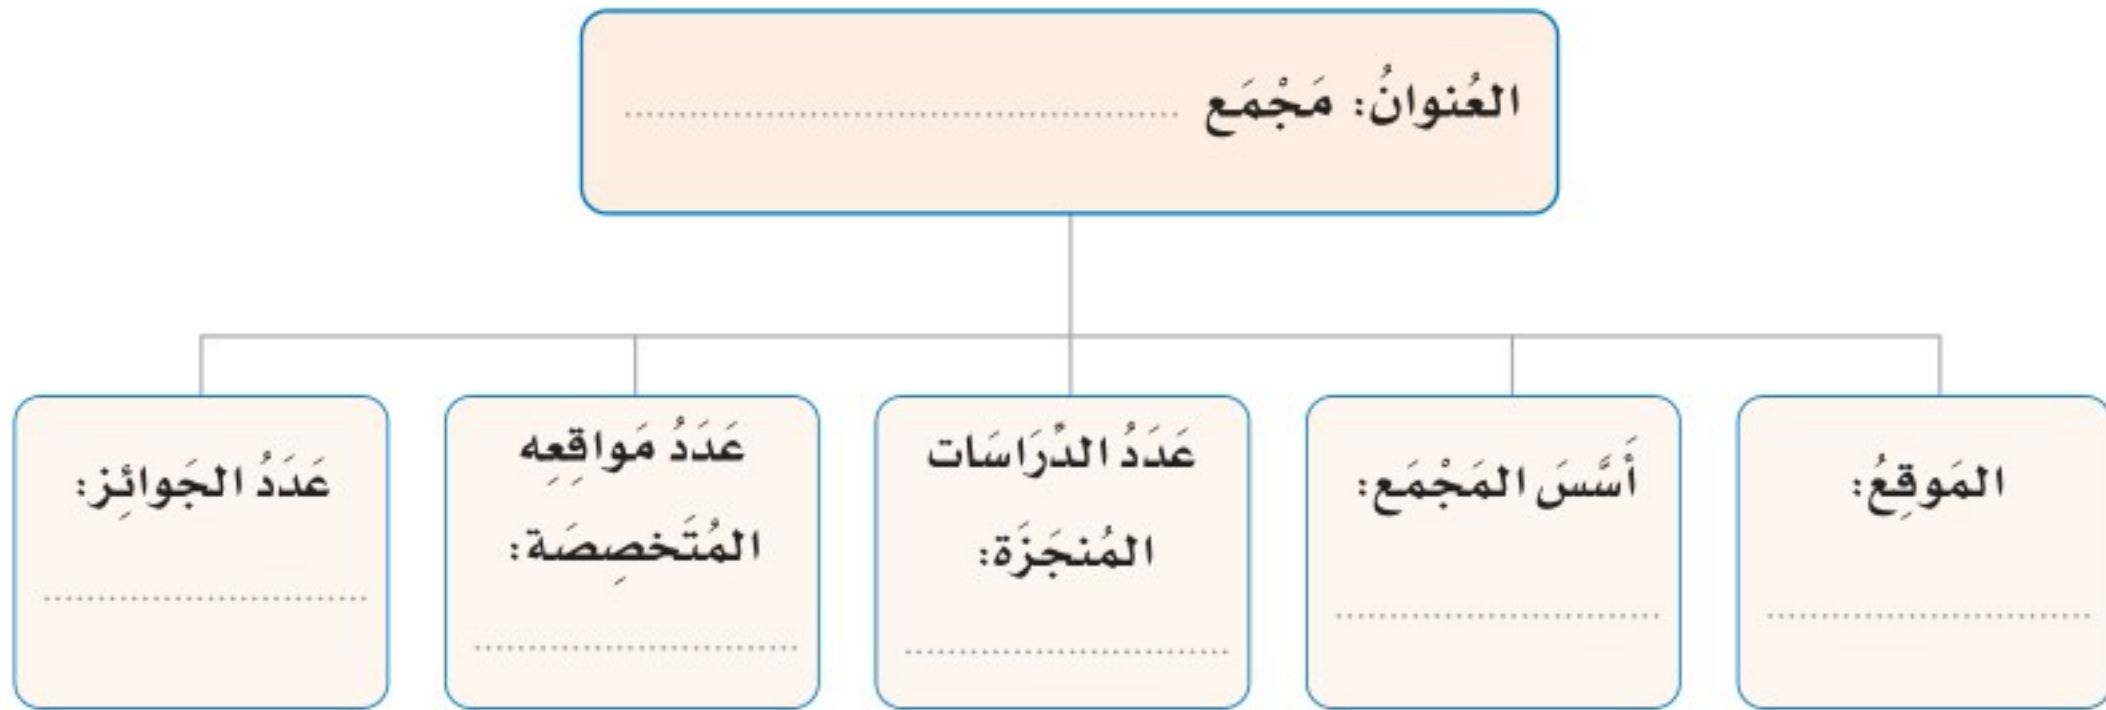 العُنوانُ: مَجْمَع ........................................
المَوقِعُ:
........................
أَسَّسَ المَجْمَع:
........................
عَدَدُ الدِّرَاسَات
المُنجَزَة:
........................
عَدَدُ مَواقِعِه
المُتَخصِصَة:
........................
عَدَدُ الجَوائِز:
........................